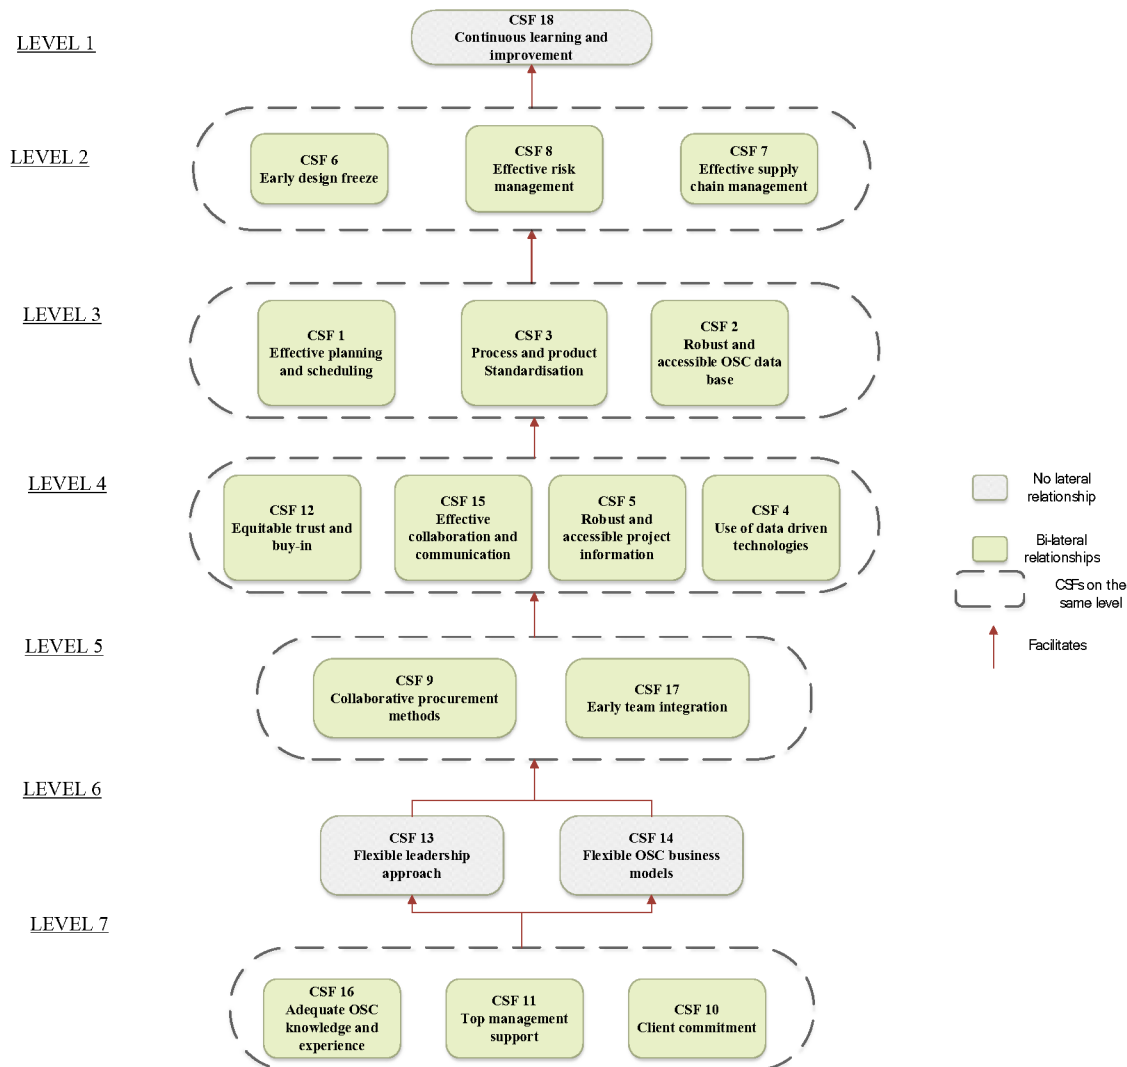 LEVEL 1
CSF 18
Continuous learning and
improvement
LEVEL 2
CSF 6
Early design freeze
CSF 8
Effective risk
management
CSF 7
Effective supply
chain management
LEVEL 3
CSF 1
Effective planning
and scheduling
CSF 3
Process and product
Standardisation
CSF 2
Robust and
accessible OSC data
base
LEVEL 4
CSF 12
Equitable trust and
buy-in
CSF 15
Effective
collaboration and
communication
CSF 5
Robust and
accessible project
information
CSF 4
Use of data driven
technologies
No lateral
relationship
Bi-lateral
relationships
CSFs on the
same level
Facilitates
LEVEL 5
CSF 9
Collaborative procurement
methods
CSF 17
Early team integration
LEVEL 6
CSF 13
Flexible leadership
approach
CSF 14
Flexible OSC business
models
LEVEL 7
CSF 16
Adequate OSC
knowledge and
experience
CSF 11
Top management
support
CSF 10
Client commitment